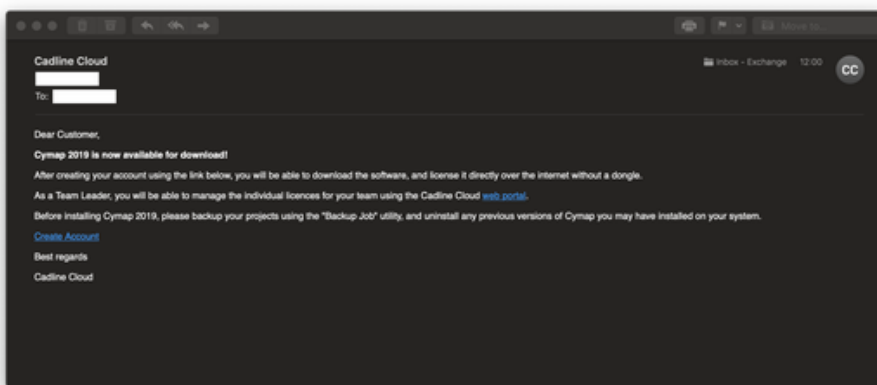 Move to...
Cadline Cloud
Inbox - Exchange 12:00
CC
To:
Dear Customer,
Cymap 2019 is now available for download!
After creating your account using the link below, you will be able to download the software, and license it directly over the internet without a dongle.
As a Team Leader, you will be able to manage the individual licences for your team using the Cadline Cloud web portal.
Before installing Cymap 2019, please backup your projects using the "Backup Job" utility, and uninstall any previous versions of Cymap you may have installed on your system.
Create Account
Best regards
Cadline Cloud